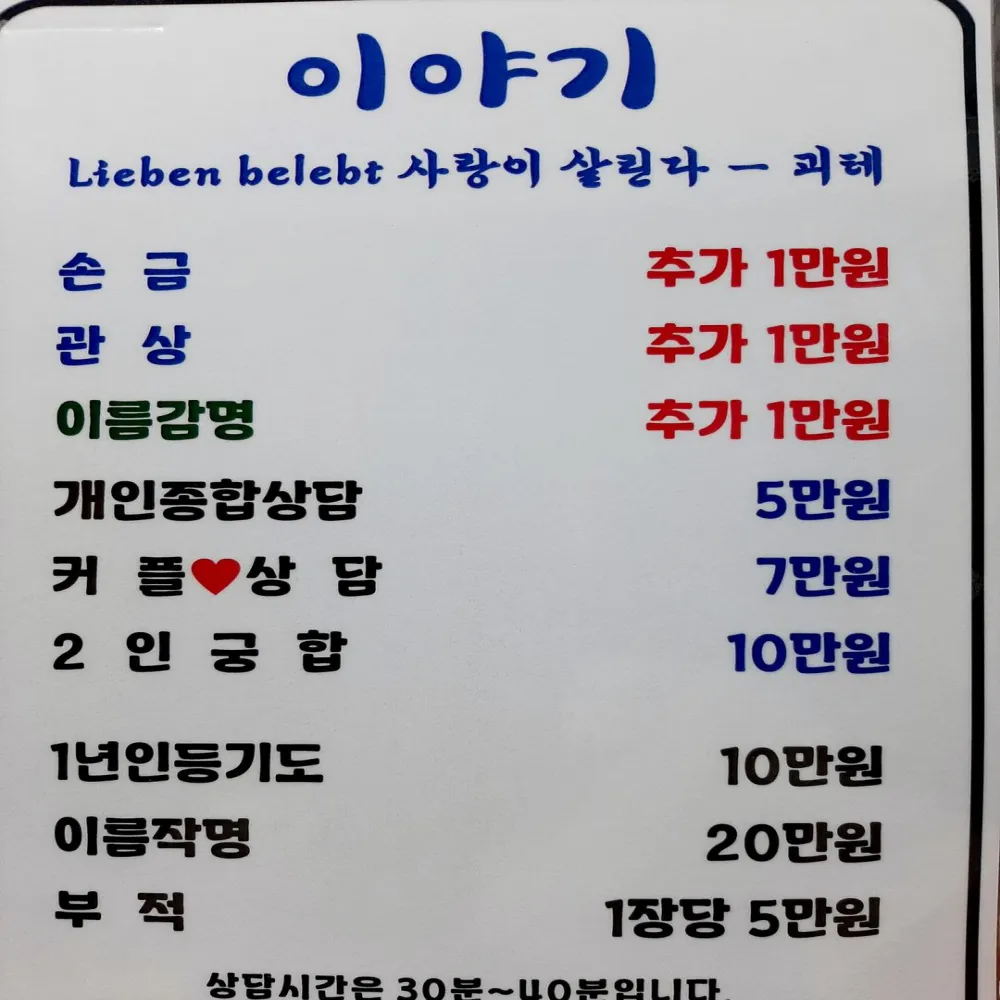 이야기
Lieben belebt 사랑이 살린다 - 괴테
손 금 추가 1만원
관 상 추가 1만원
이름감명 추가 1만원
개인종합상담 5만원
커 플♥상 담 7만원
2 인 궁 합 10만원
1년인등기도 10만원
이름작명 20만원
부 적 1장당 5만원
상담시간은 30분~40분입니다.